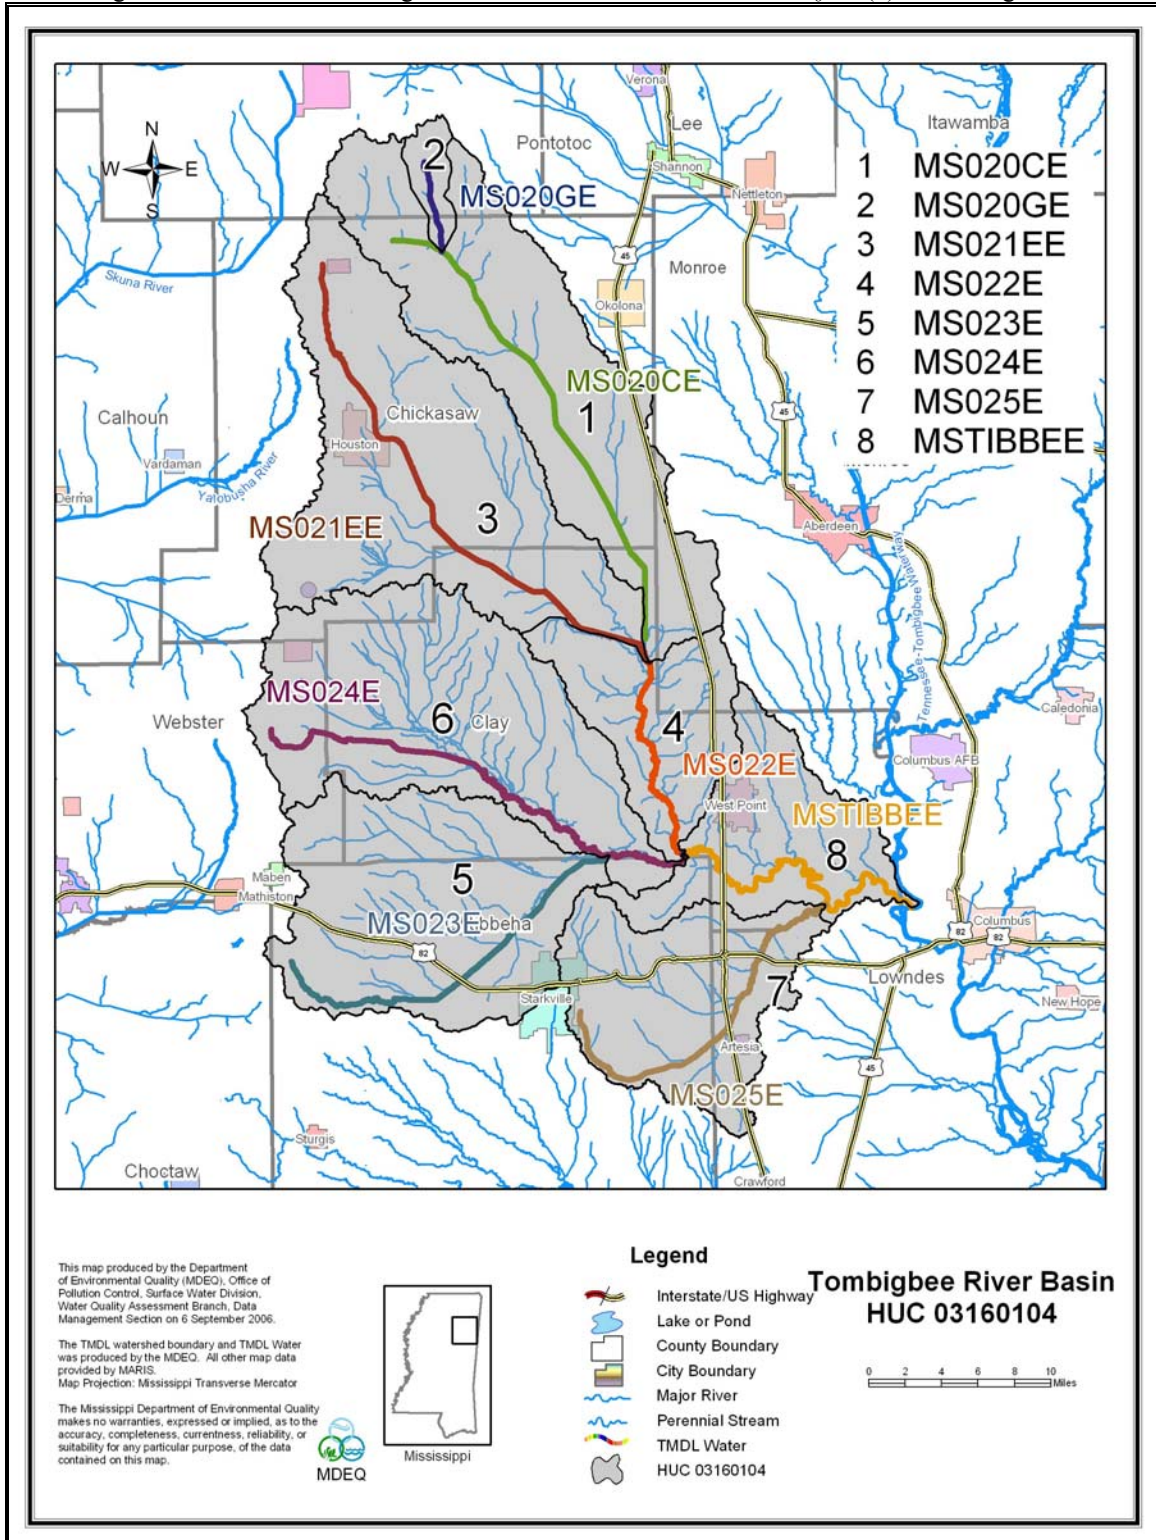 Verona
Lee
Itawamba
Pontotoc
N
W E
S
Shannon
Nettleton
2
MS020GE
1 MS020CE
2 MS020GE
3 MS021EE
4 MS022E
5 MS023E
6 MS024E
7 MS025E
8 MSTIBBEE
45
Monroe
Skuna River
Okolona
MS020CE
1
45
Calhoun
Chickasaw
Houston
Vardaman
Derma
Yalobusha River
MS021EE
3
Aberdeen
Tennessee-Tombigbee Waterway
MS024E
6
Clay
4
Webster
Caledonia
Columbus AFB
MS022E
West Point
MSTIBBEE
8
5
Maben
Mathiston
MS023E
bbeha
82
Columbus
82
82
Lowndes
7
Starkville
New Hope
Artesia
45
MS025E
Sturgis
Choctaw
Crawford
This map produced by the Department
of Environmental Quality (MDEQ), Office of
Pollution Control, Surface Water Division,
Water Quality Assessment Branch, Data
Management Section on 6 September 2006.
The TMDL watershed boundary and TMDL Water
was produced by the MDEQ. All other map data
provided by MARIS.
Map Projection: Mississippi Transverse Mercator
The Mississippi Department of Environmental Quality
makes no warranties, expressed or implied, as to the
accuracy, completeness, currentness, reliability, or
suitability for any particular purpose, of the data
contained on this map.
MDEQ
Mississippi
Legend
Interstate/US Highway
Lake or Pond
County Boundary
City Boundary
Major River
Perennial Stream
TMDL Water
HUC 03160104
Tombigbee River Basin
HUC 03160104
0 2 4 6 8 10
Miles